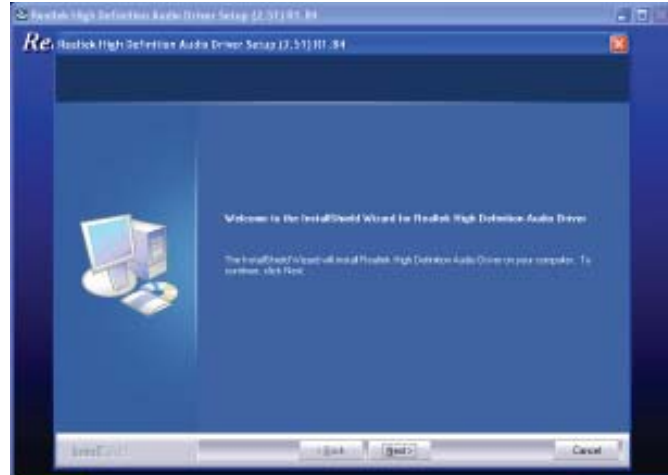 Realtek High Definition Audio Driver Setup (2.51) R1.84
Re
Realtek High Definition Audio Driver Setup (2.51) R1.84
Welcome to the InstallShield Wizard for Realtek High Definition Audio Driver
The InstallShield Wizard will install Realtek High Definition Audio Driver on your computer. To
continue, click Next.
InstallShield
< Back
Next >
Cancel